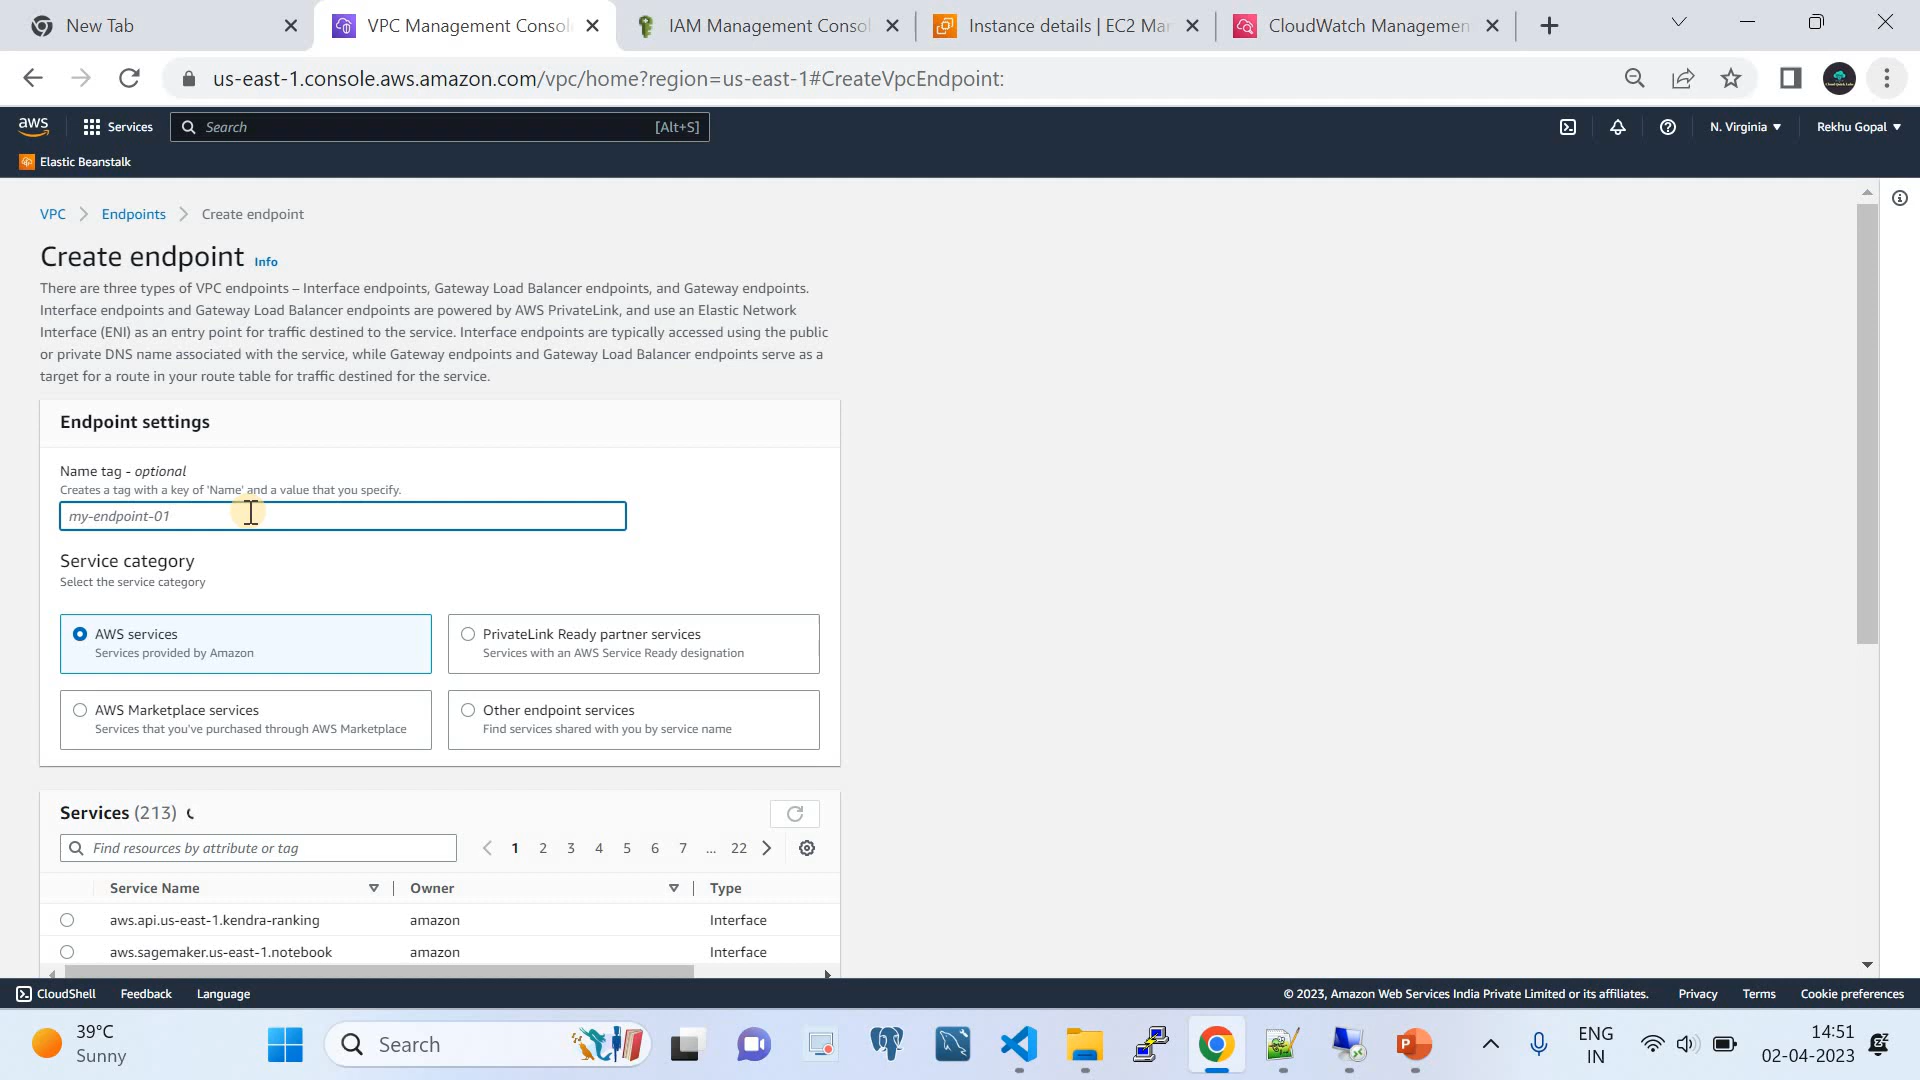 New Tab
VPC Management Consol
IAM Management Consol
Instance details | EC2 Mar
CloudWatch Managemen
us-east-1.console.aws.amazon.com/vpc/home?region=us-east-1#CreateVpcEndpoint:
aws
Services
Search
[Alt+S]
N. Virginia
Rekhu Gopal
Elastic Beanstalk
VPC
Endpoints
Create endpoint
Create endpoint Info
There are three types of VPC endpoints – Interface endpoints, Gateway Load Balancer endpoints, and Gateway endpoints.
Interface endpoints and Gateway Load Balancer endpoints are powered by AWS PrivateLink, and use an Elastic Network
Interface (ENI) as an entry point for traffic destined to the service. Interface endpoints are typically accessed using the public
or private DNS name associated with the service, while Gateway endpoints and Gateway Load Balancer endpoints serve as a
target for a route in your route table for traffic destined for the service.
Endpoint settings
Name tag - optional
Creates a tag with a key of 'Name' and a value that you specify.
my-endpoint-01
Service category
Select the service category
AWS services
Services provided by Amazon
PrivateLink Ready partner services
Services with an AWS Service Ready designation
AWS Marketplace services
Services that you've purchased through AWS Marketplace
Other endpoint services
Find services shared with you by service name
Services (213)
Find resources by attribute or tag
1 2 3 4 5 6 7 ... 22
Service Name Owner Type
aws.api.us-east-1.kendra-ranking amazon Interface
aws.sagemaker.us-east-1.notebook amazon Interface
CloudShell Feedback Language
© 2023, Amazon Web Services India Private Limited or its affiliates. Privacy Terms Cookie preferences
39°C
Sunny
Search
ENG
IN
14:51
02-04-2023